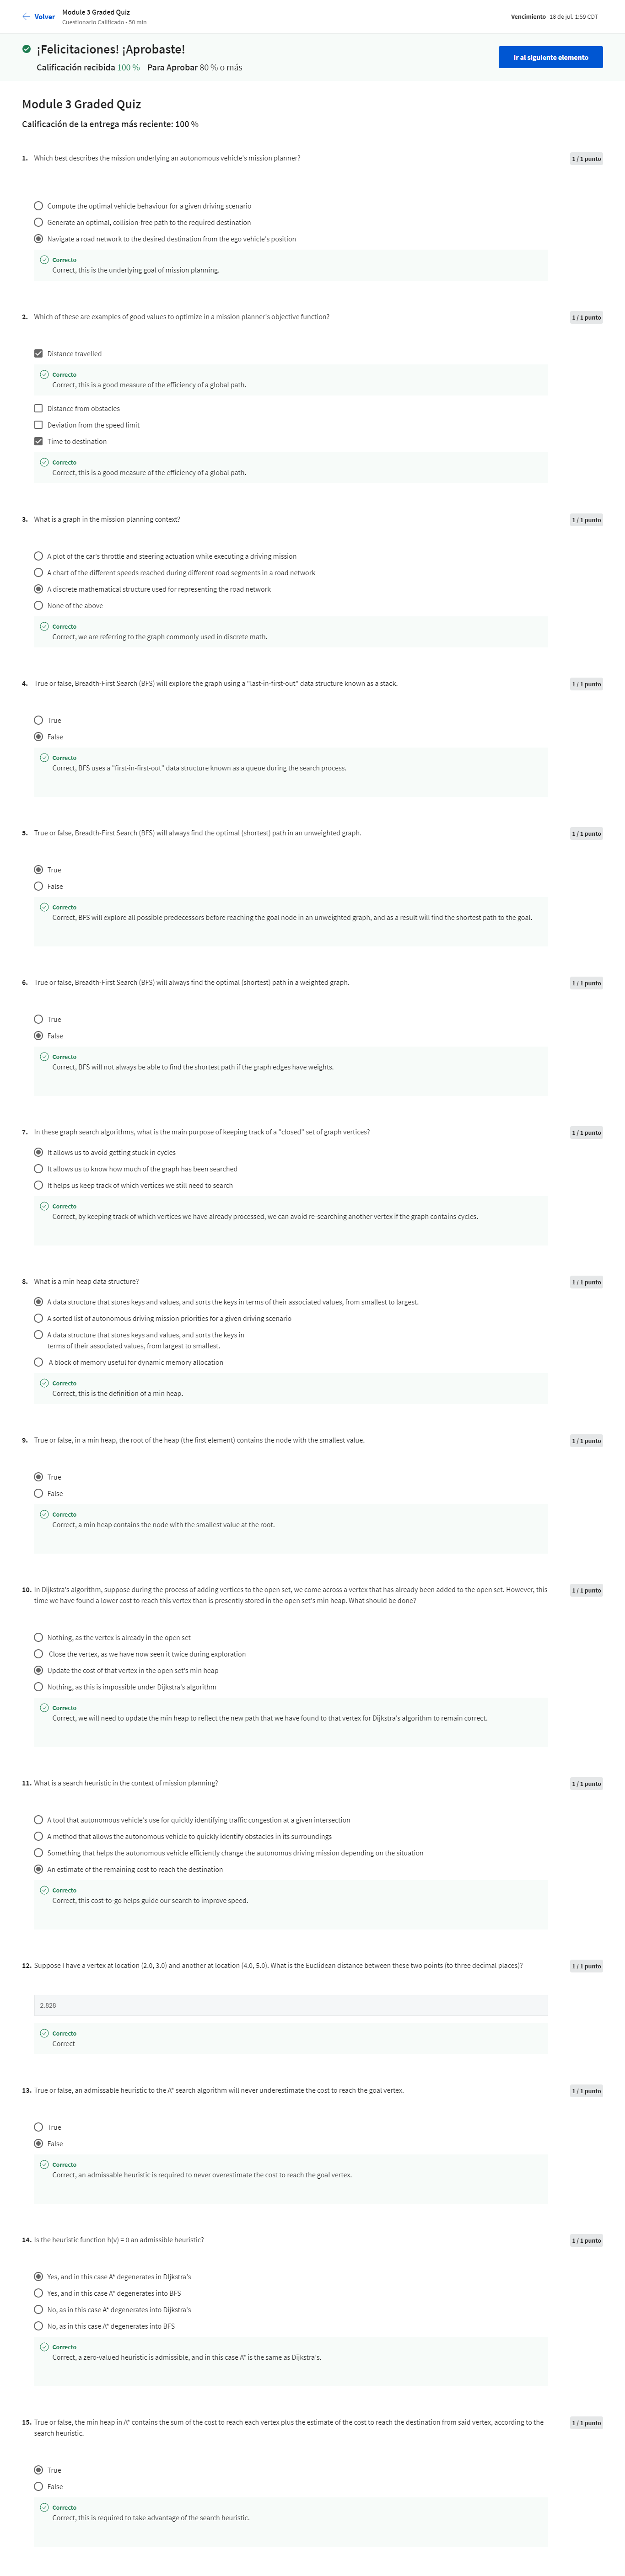 Volver
Module 3 Graded Quiz
Cuestionario Calificado • 50 min
Vencimiento 18 de jul. 1:59 CDT
¡Felicitaciones! ¡Aprobaste!
Calificación recibida 100 % Para Aprobar 80 % o más
Ir al siguiente elemento
Module 3 Graded Quiz
Calificación de la entrega más reciente: 100 %
1. Which best describes the mission underlying an autonomous vehicle's mission planner?
1 / 1 punto
Compute the optimal vehicle behaviour for a given driving scenario
Generate an optimal, collision-free path to the required destination
Navigate a road network to the desired destination from the ego vehicle's position
Correcto
Correct, this is the underlying goal of mission planning.
2. Which of these are examples of good values to optimize in a mission planner's objective function?
1 / 1 punto
Distance travelled
Correcto
Correct, this is a good measure of the efficiency of a global path.
Distance from obstacles
Deviation from the speed limit
Time to destination
Correcto
Correct, this is a good measure of the efficiency of a global path.
3. What is a graph in the mission planning context?
1 / 1 punto
A plot of the car's throttle and steering actuation while executing a driving mission
A chart of the different speeds reached during different road segments in a road network
A discrete mathematical structure used for representing the road network
None of the above
Correcto
Correct, we are referring to the graph commonly used in discrete math.
4. True or false, Breadth-First Search (BFS) will explore the graph using a "last-in-first-out" data structure known as a stack.
1 / 1 punto
True
False
Correcto
Correct, BFS uses a "first-in-first-out" data structure known as a queue during the search process.
5. True or false, Breadth-First Search (BFS) will always find the optimal (shortest) path in an unweighted graph.
1 / 1 punto
True
False
Correcto
Correct, BFS will explore all possible predecessors before reaching the goal node in an unweighted graph, and as a result will find the shortest path to the goal.
6. True or false, Breadth-First Search (BFS) will always find the optimal (shortest) path in a weighted graph.
1 / 1 punto
True
False
Correcto
Correct, BFS will not always be able to find the shortest path if the graph edges have weights.
7. In these graph search algorithms, what is the main purpose of keeping track of a "closed" set of graph vertices?
1 / 1 punto
It allows us to avoid getting stuck in cycles
It allows us to know how much of the graph has been searched
It helps us keep track of which vertices we still need to search
Correcto
Correct, by keeping track of which vertices we have already processed, we can avoid re-searching another vertex if the graph contains cycles.
8. What is a min heap data structure?
1 / 1 punto
A data structure that stores keys and values, and sorts the keys in terms of their associated values, from smallest to largest.
A sorted list of autonomous driving mission priorities for a given driving scenario
A data structure that stores keys and values, and sorts the keys in
terms of their associated values, from largest to smallest.
A block of memory useful for dynamic memory allocation
Correcto
Correct, this is the definition of a min heap.
9. True or false, in a min heap, the root of the heap (the first element) contains the node with the smallest value.
1 / 1 punto
True
False
Correcto
Correct, a min heap contains the node with the smallest value at the root.
10. In Dijkstra's algorithm, suppose during the process of adding vertices to the open set, we come across a vertex that has already been added to the open set. However, this
time we have found a lower cost to reach this vertex than is presently stored in the open set's min heap. What should be done?
1 / 1 punto
Nothing, as the vertex is already in the open set
Close the vertex, as we have now seen it twice during exploration
Update the cost of that vertex in the open set's min heap
Nothing, as this is impossible under Dijkstra's algorithm
Correcto
Correct, we will need to update the min heap to reflect the new path that we have found to that vertex for Dijkstra's algorithm to remain correct.
11. What is a search heuristic in the context of mission planning?
1 / 1 punto
A tool that autonomous vehicle's use for quickly identifying traffic congestion at a given intersection
A method that allows the autonomous vehicle to quickly identify obstacles in its surroundings
Something that helps the autonomous vehicle efficiently change the autonomus driving mission depending on the situation
An estimate of the remaining cost to reach the destination
Correcto
Correct, this cost-to-go helps guide our search to improve speed.
12. Suppose I have a vertex at location (2.0, 3.0) and another at location (4.0, 5.0). What is the Euclidean distance between these two points (to three decimal places)?
1 / 1 punto
2.828
Correcto
Correct
13. True or false, an admissable heuristic to the A* search algorithm will never underestimate the cost to reach the goal vertex.
1 / 1 punto
True
False
Correcto
Correct, an admissable heuristic is required to never overestimate the cost to reach the goal vertex.
14. Is the heuristic function h(v) = 0 an admissible heuristic?
1 / 1 punto
Yes, and in this case A* degenerates in DIjkstra's
Yes, and in this case A* degenerates into BFS
No, as in this case A* degenerates into Dijkstra's
No, as in this case A* degenerates into BFS
Correcto
Correct, a zero-valued heuristic is admissible, and in this case A* is the same as Dijkstra's.
15. True or false, the min heap in A* contains the sum of the cost to reach each vertex plus the estimate of the cost to reach the destination from said vertex, according to the
search heuristic.
1 / 1 punto
True
False
Correcto
Correct, this is required to take advantage of the search heuristic.